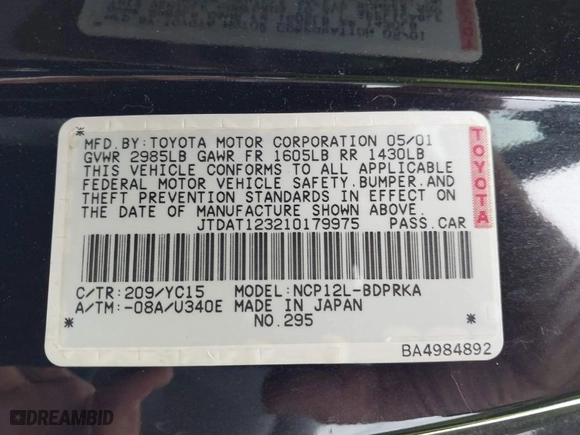 MFD.BY:TOYOTA MOTOR CORPORATION 05/01
GVWR 2985LB GAWR FR 1605LB RR 1430LB
THIS VEHICLE CONFORMS TO ALL APPLICABLE
FEDERAL MOTOR VEHICLE SAFETY.BUMPER.AND
THEFT PREVENTION STANDARDS IN EFFECT ON
THE DATE OF MANUFACTURE SHOWN ABOVE.
JTDAT123210179975 PASS.CAR
TOYOTA
C/TR:209/YC15 MODEL:NCP12L-BDPRKA
A/TM:-08A/U340E MADE IN JAPAN
* NO.295 *
BA4984892
DREAMBID